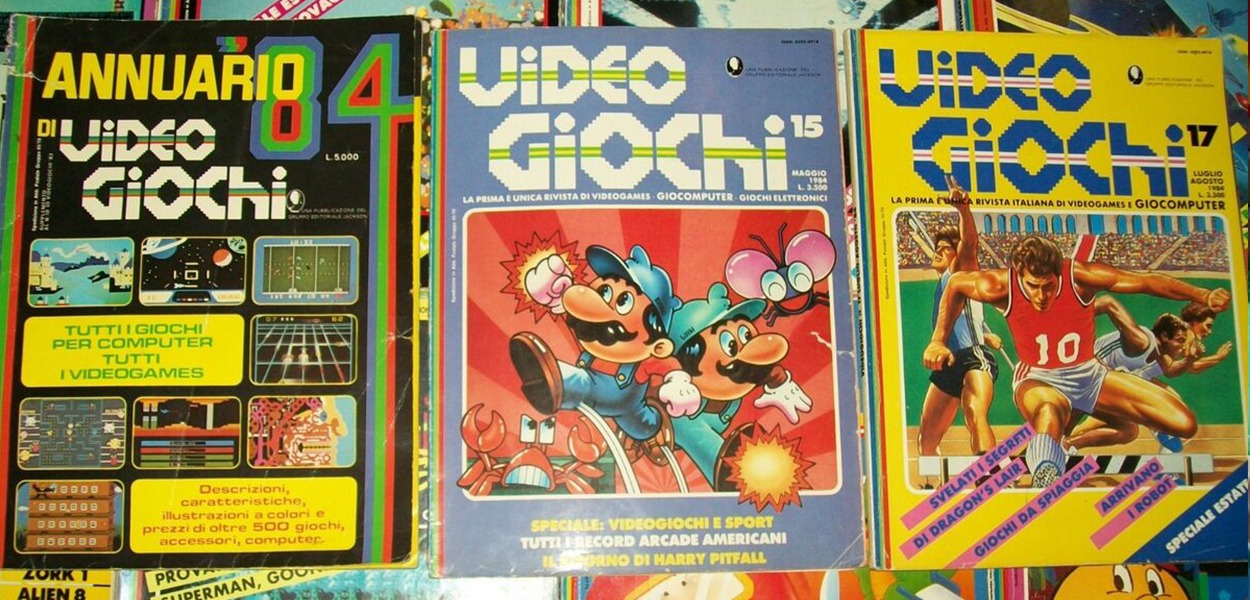 ANNUARIO
'84
DI
VIDEO
GIOCHI
L. 5.000
UNA PUBBLICAZIONE DEL
GRUPPO EDITORIALE JACKSON
TUTTI I GIOCHI
PER COMPUTER
TUTTI
I VIDEOGAMES
Descrizioni,
caratteristiche,
illustrazioni a colori e
prezzi di oltre 500 giochi,
accessori, computer.
VIDEO
GIOCHI 15
UNA PUBBLICAZIONE DEL
GRUPPO EDITORIALE JACKSON
MAGGIO
1984
L. 3.500
LA PRIMA E UNICA RIVISTA DI VIDEOGAMES - GIOCOMPUTER - GIOCHI ELETTRONICI
SPECIALE: VIDEOGIOCHI E SPORT
TUTTI I RECORD ARCADE AMERICANI
DI HARRY PITFALL
VIDEO
GIOCHI 17
UNA PUBBLICAZIONE DEL
GRUPPO EDITORIALE JACKSON
LUGLIO
AGOSTO
1984
L. 3.500
LA PRIMA E UNICA RIVISTA ITALIANA DI VIDEOGAMES E GIOCOMPUTER
10
SVELATI I SEGRETI
DI DRAGON'S LAIR
GIOCHI DA SPIAGGIA
ARRIVANO
I ROBOT
SPECIALE ESTATE
ZORK 1
ALIEN 8
SUPERMAN,